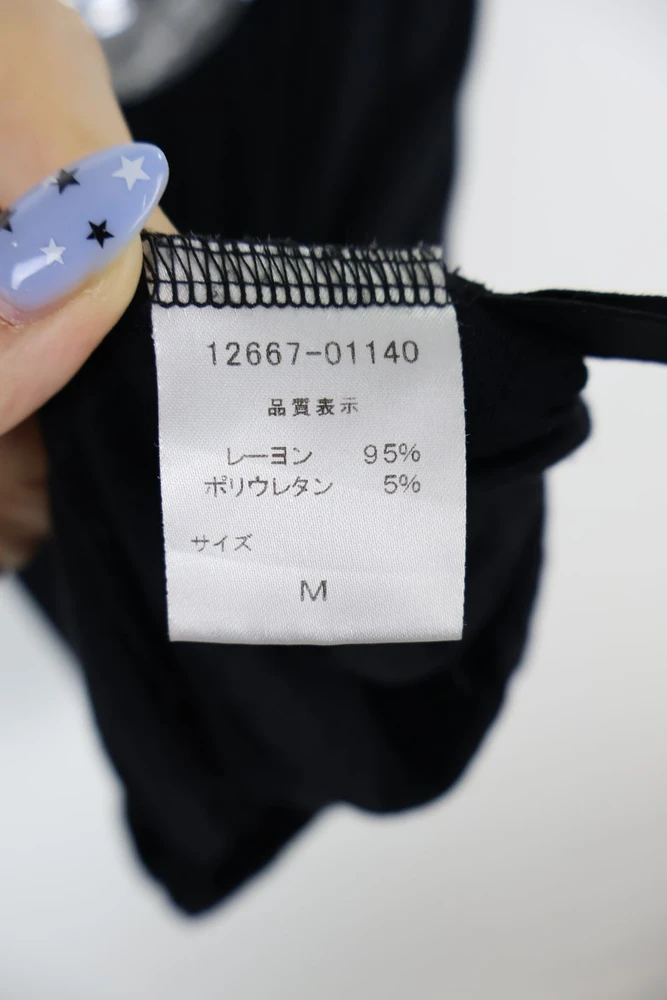 12667-01140
品質表示
レーヨン 95%
ポリウレタン 5%
サイズ
M